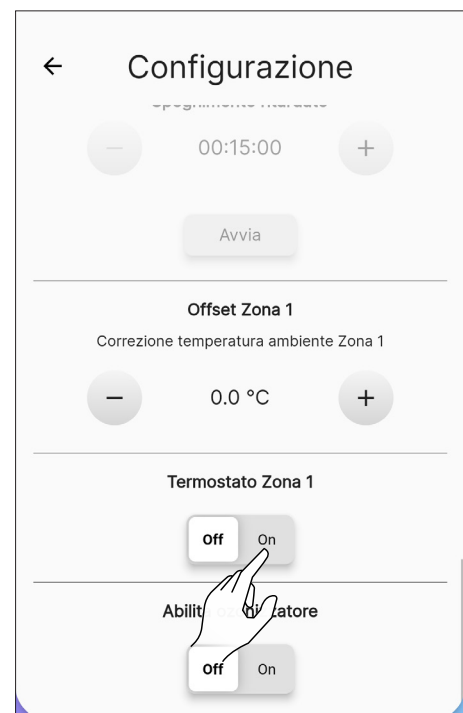 Configurazione
00:15:00
Avvia
Offset Zona 1
Correzione temperatura ambiente Zona 1
0.0 °C
Termostato Zona 1
Off On
Off On